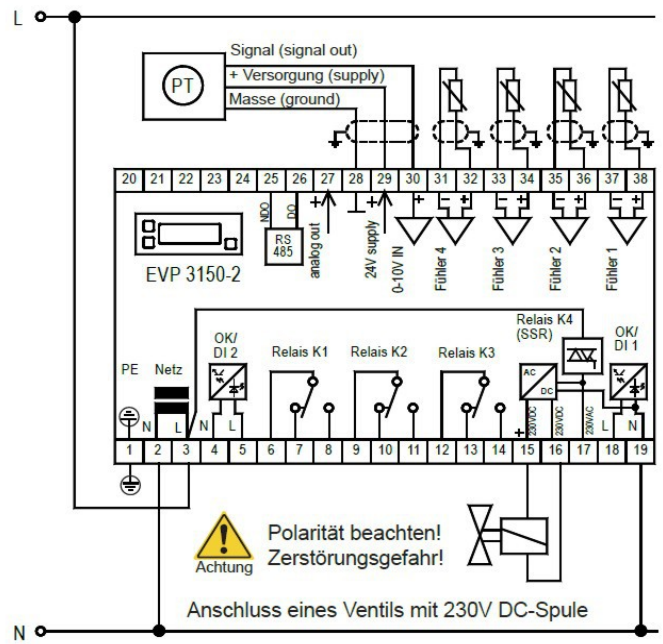 L
Signal (signal out)
+ Versorgung (supply)
Masse (ground)
PT
20 21 22 23 24 25 26 27 28 29 30 31 32 33 34 35 36 37 38
NDO
DO
RS
485
+
analog out
+
24V supply
+
0-10V IN
− +
Fühler 4
− +
Fühler 3
− +
Fühler 2
− +
Fühler 1
EVP 3150-2
PE
Netz
N L
OK/
DI 2
N L
Relais K1
Relais K2
Relais K3
Relais K4
(SSR)
AC
DC
+
230VDC
230VDC
230VAC
OK/
DI 1
L N
1 2 3 4 5 6 7 8 9 10 11 12 13 14 15 16 17 18 19
Achtung
Polarität beachten!
Zerstörungsgefahr!
Anschluss eines Ventils mit 230V DC-Spule
N